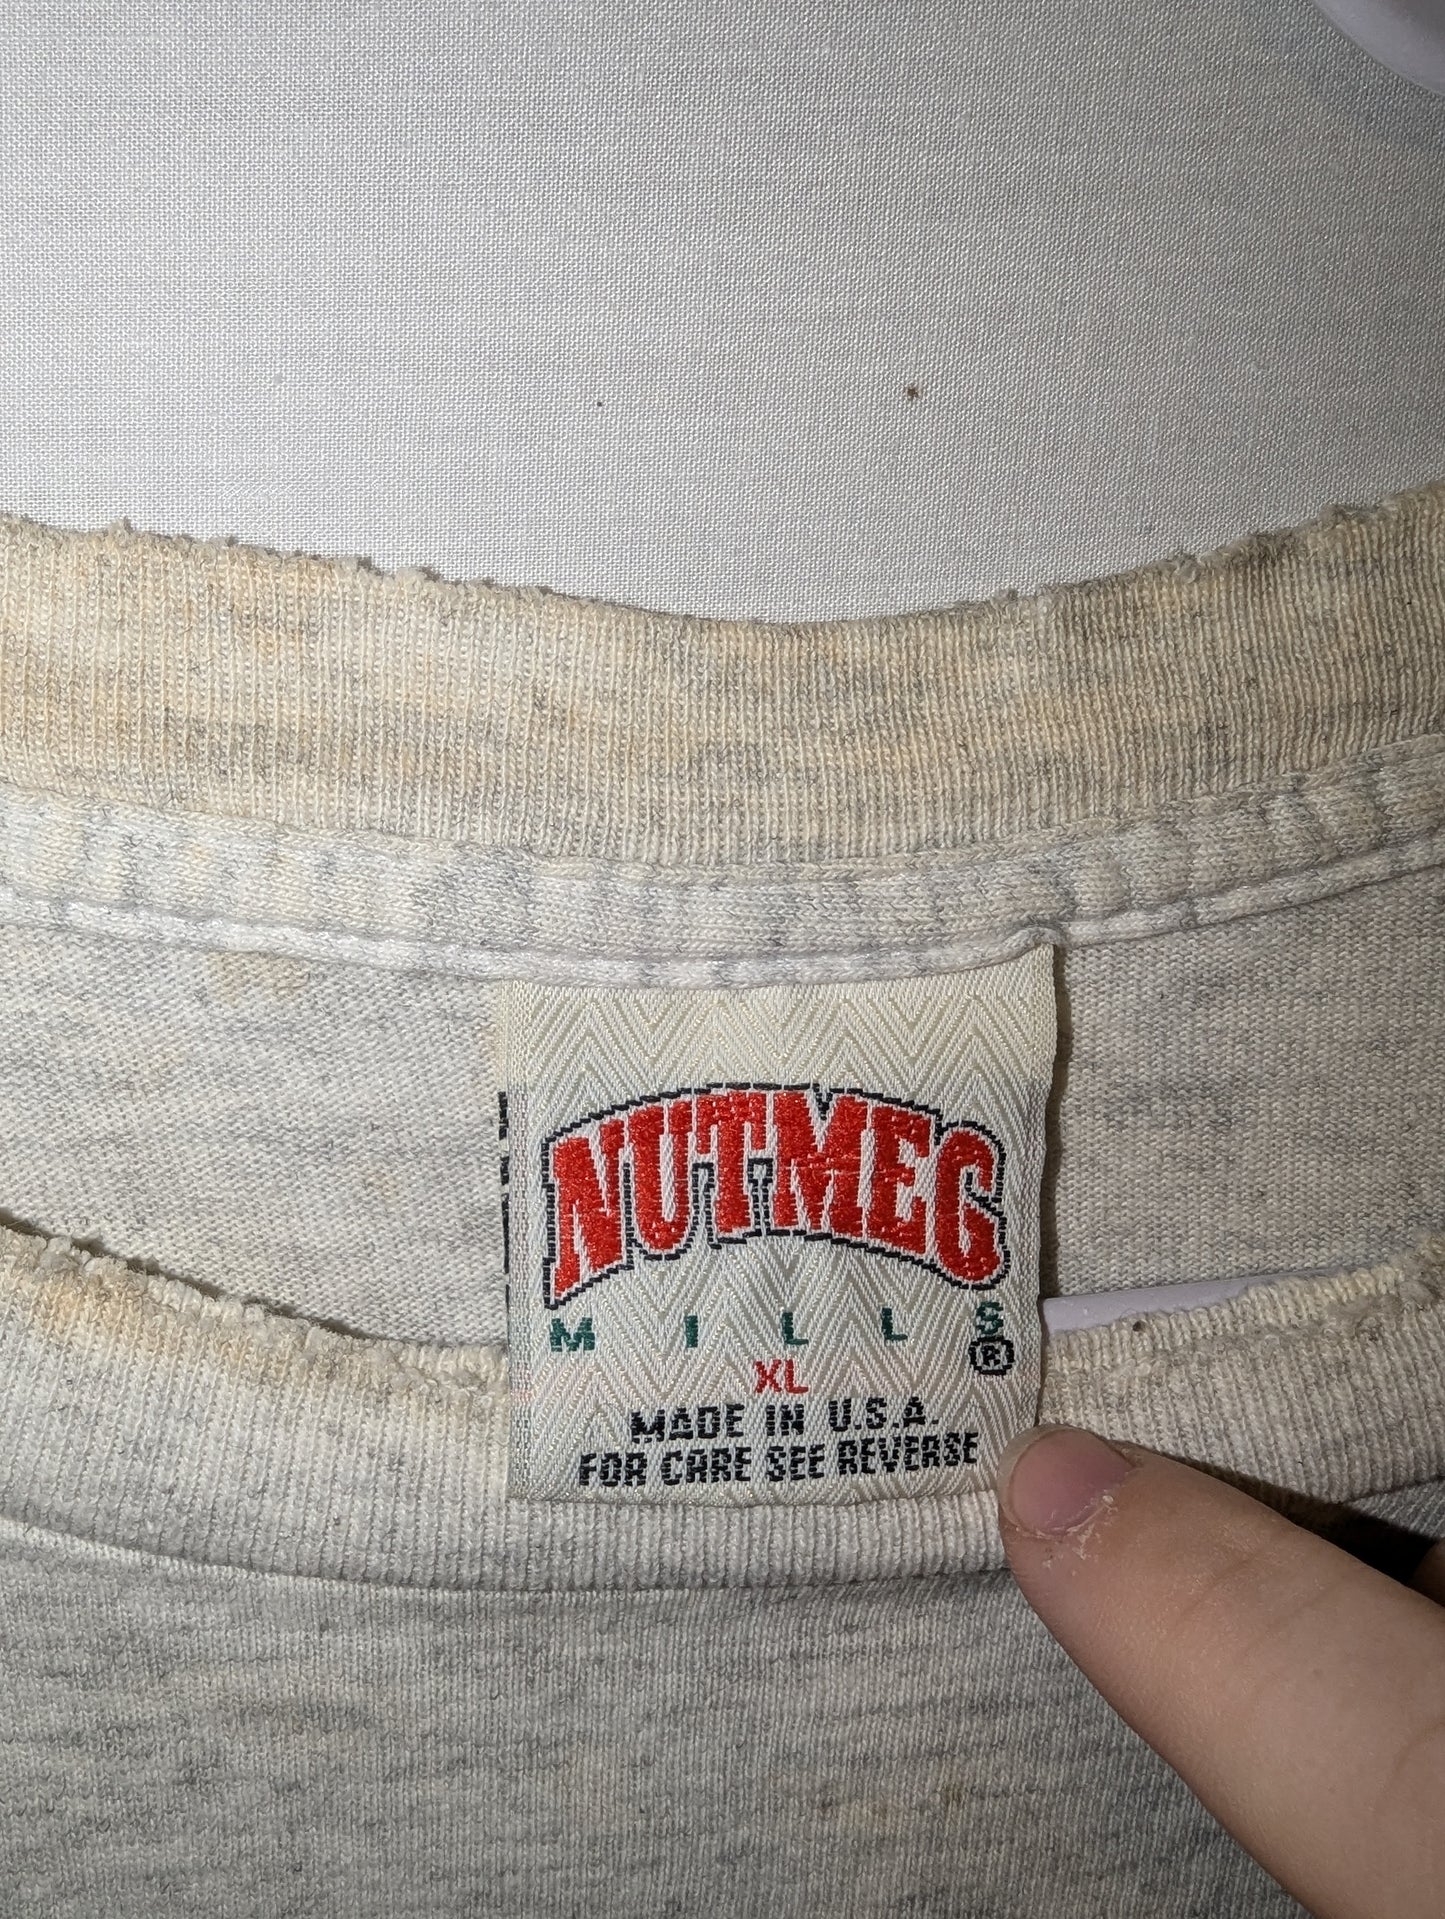 NUTMEG
MILLS ®
XL
MADE IN U.S.A.
FOR CARE SEE REVERSE